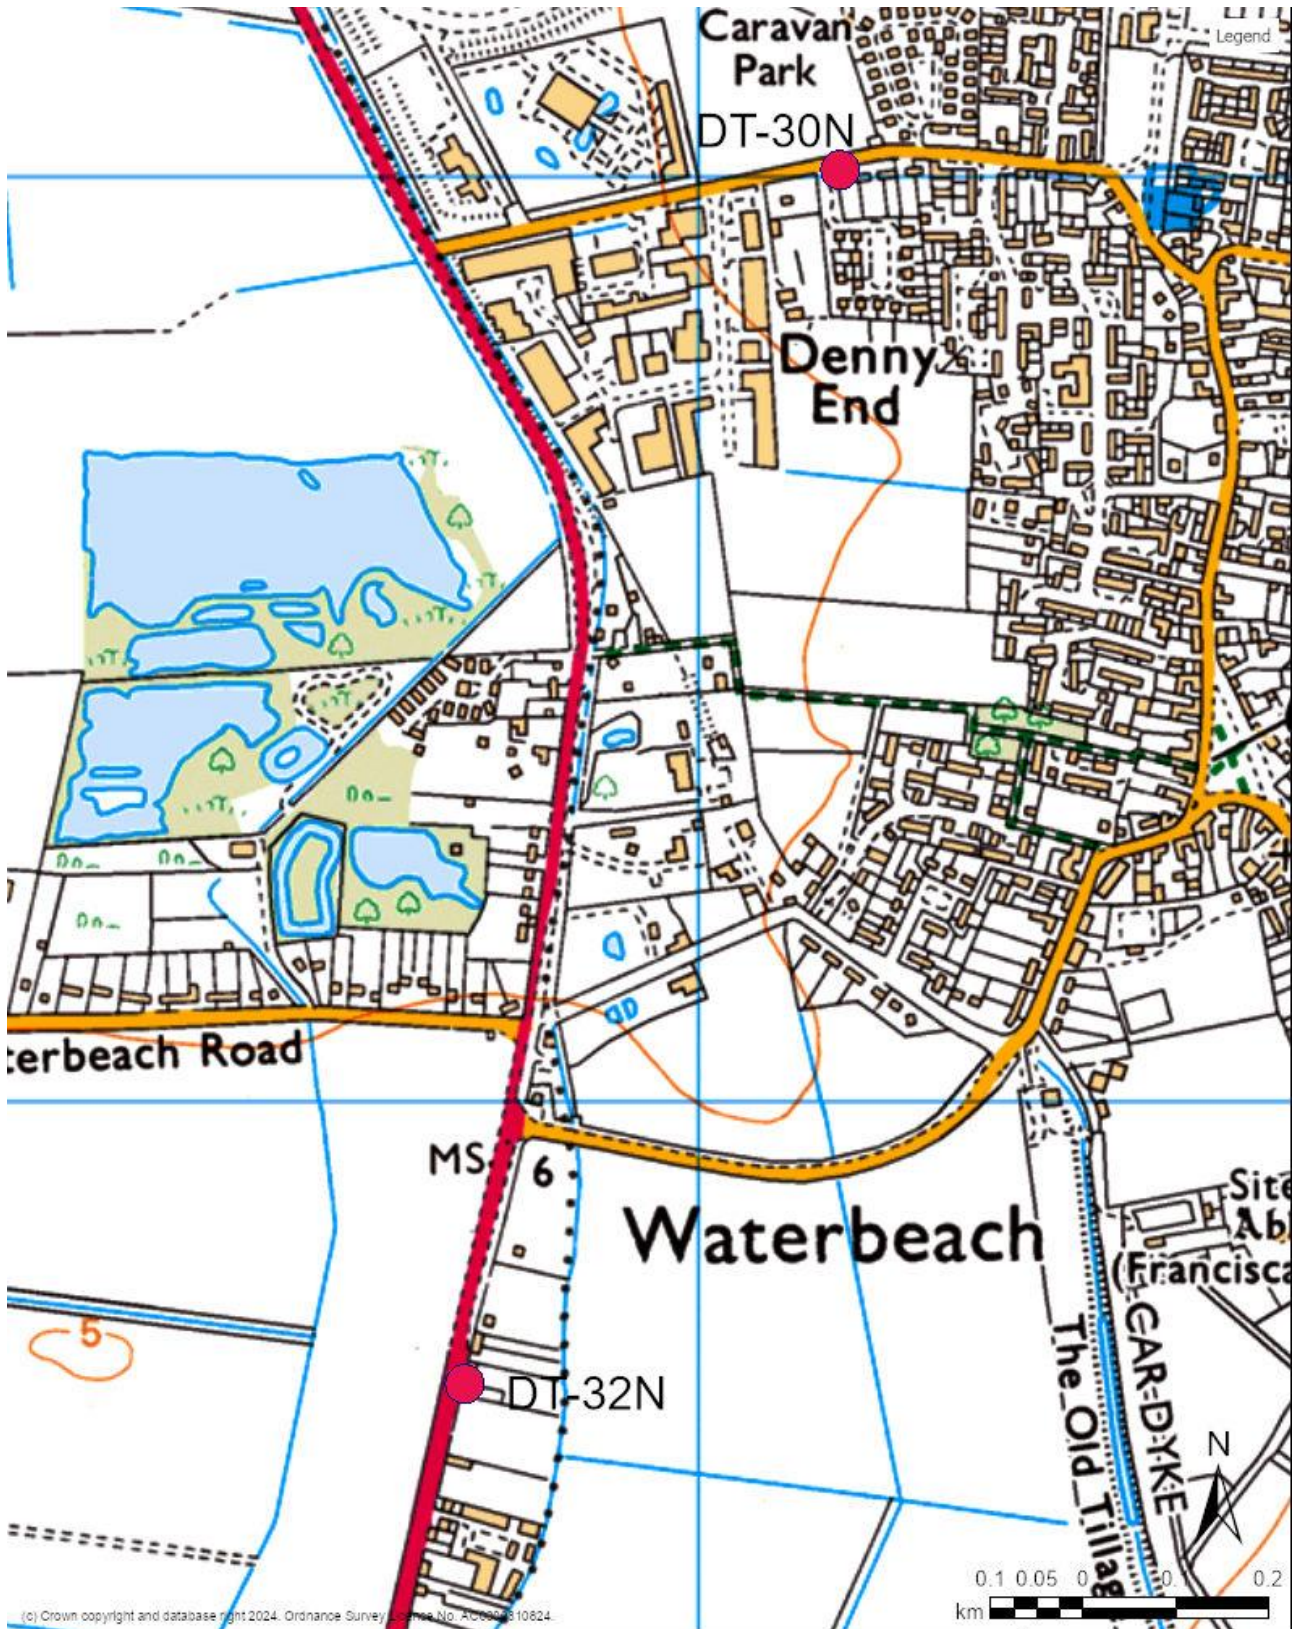 Caravan
Park
Legend
DT-30N
Denny
End
terbeach Road
MS
6
Waterbeach
Site
(Francisca
CAR DYKE
The Old Tillag
5
DT-32N
N
0.1 0.05 0 0.1 0.2
km
(c) Crown copyright and database right 2024. Ordnance Survey Licence No.